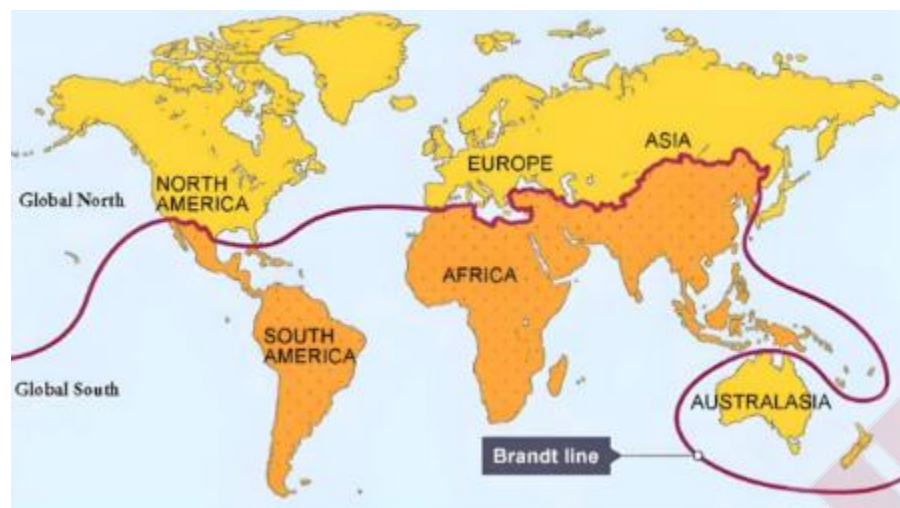 ASIA
EUROPE
NORTH
AMERICA
Global North
AFRICA
SOUTH
AMERICA
Global South
AUSTRALASIA
Brandt line